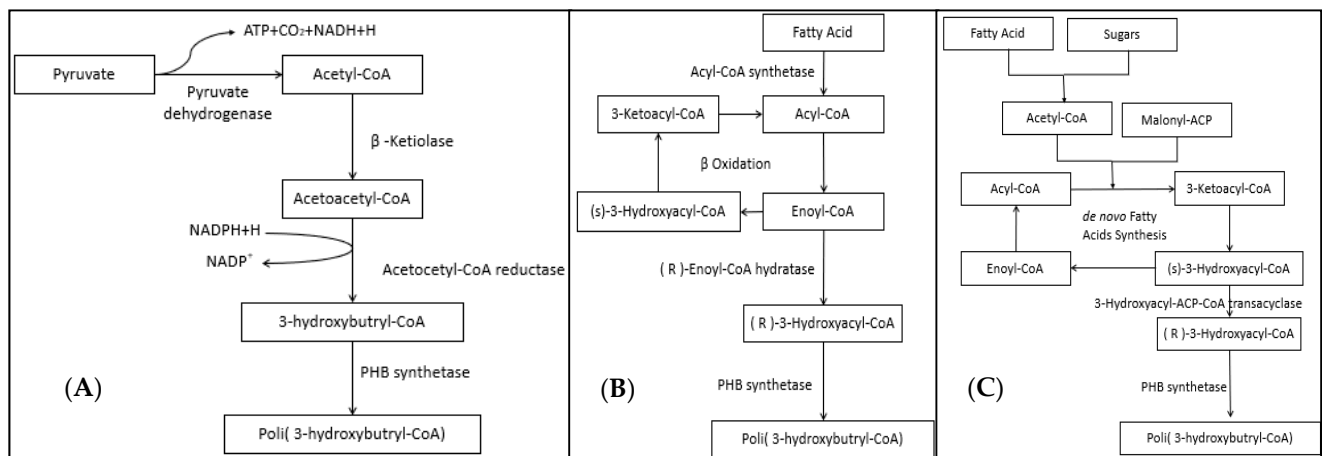 ATP+CO₂+NADH+H
Pyruvate
Acetyl-CoA
Pyruvate
dehydrogenase
β -Ketiolase
Acetoacetyl-CoA
NADPH+H
NADP⁺
Acetocetyl-CoA reductase
3-hydroxybutryl-CoA
PHB synthetase
(A)
Poli( 3-hydroxybutryl-CoA)
Fatty Acid
Acyl-CoA synthetase
3-Ketoacyl-CoA
Acyl-CoA
β Oxidation
(s)-3-Hydroxyacyl-CoA
Enoyl-CoA
( R )-Enoyl-CoA hydratase
( R )-3-Hydroxyacyl-CoA
PHB synthetase
(B)
Poli( 3-hydroxybutryl-CoA)
Fatty Acid
Sugars
Acetyl-CoA
Malonyl-ACP
Acyl-CoA
3-Ketoacyl-CoA
de novo Fatty
Acids Synthesis
Enoyl-CoA
(s)-3-Hydroxyacyl-CoA
3-Hydroxyacyl-ACP-CoA transacyclase
( R )-3-Hydroxyacyl-CoA
PHB synthetase
(C)
Poli( 3-hydroxybutryl-CoA)